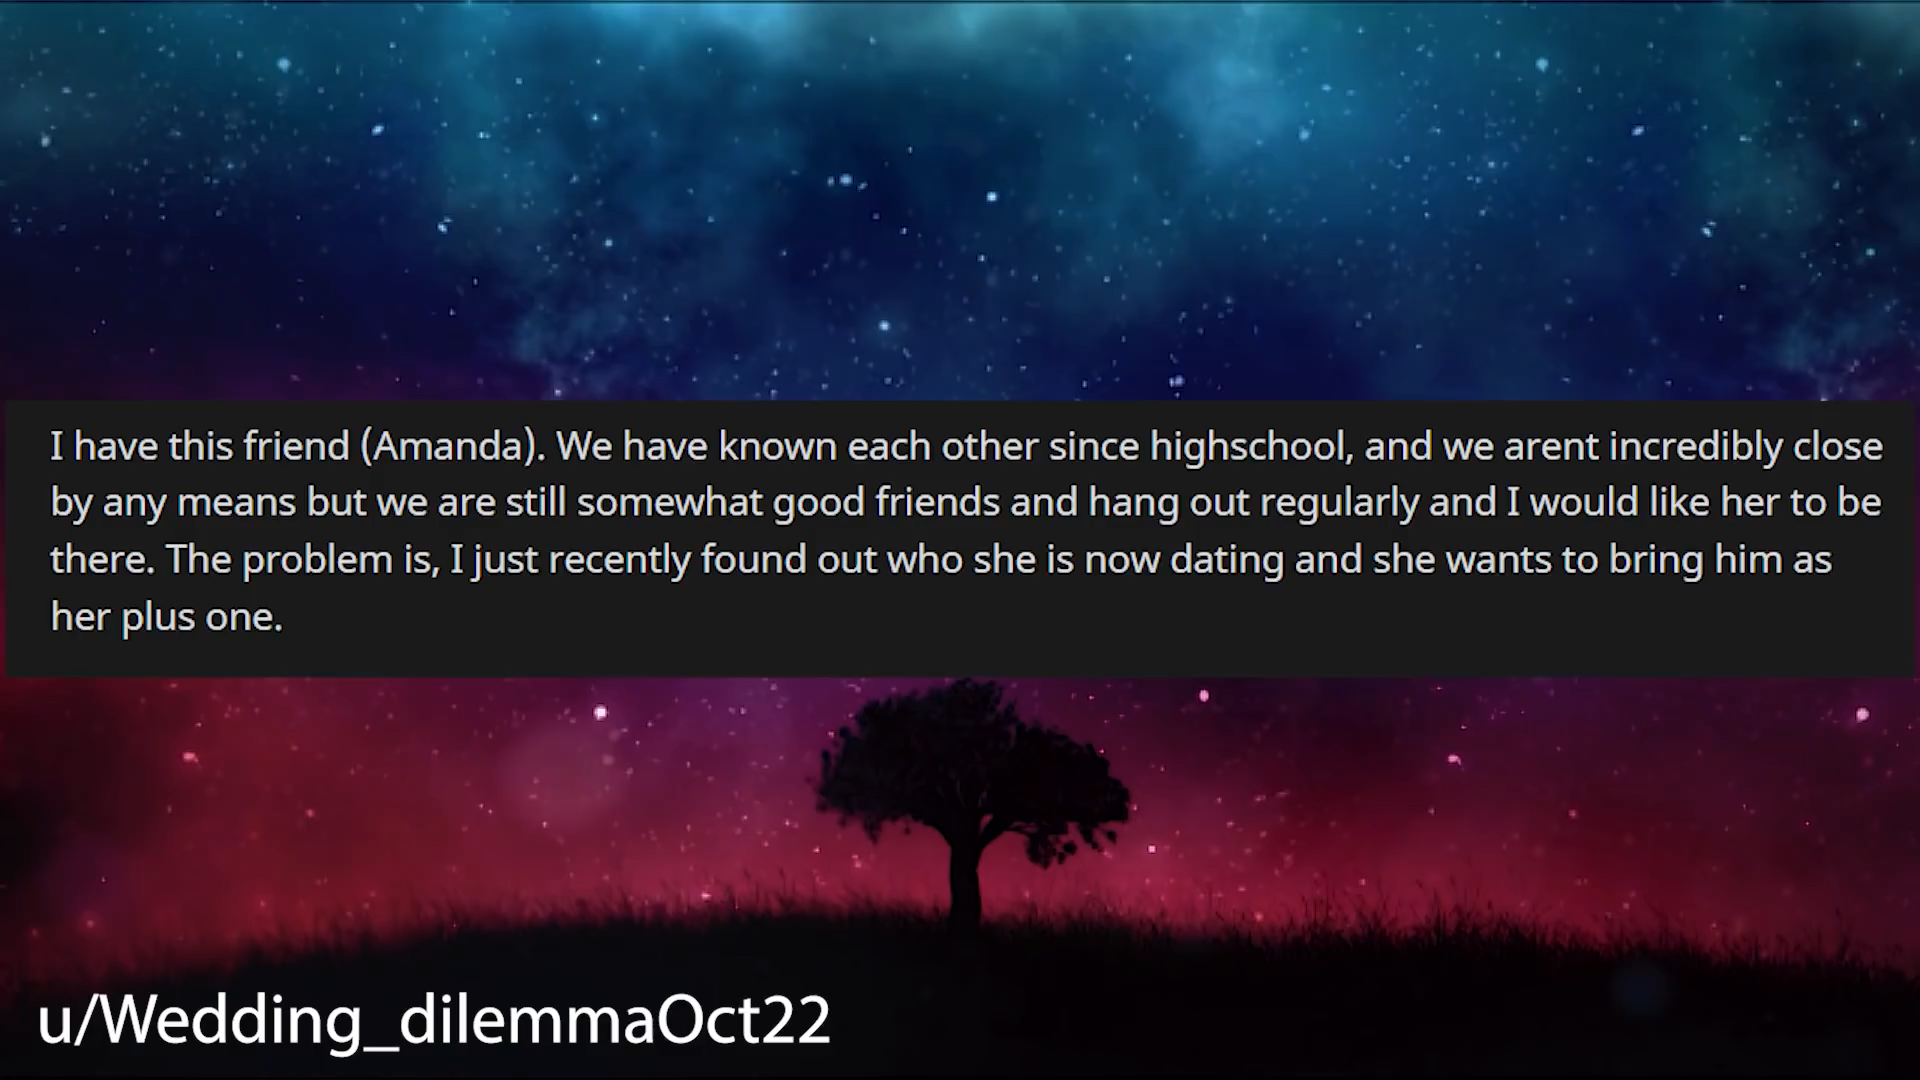 I have this friend (Amanda). We have known each other since highschool, and we arent incredibly close
by any means but we are still somewhat good friends and hang out regularly and I would like her to be
there. The problem is, I just recently found out who she is now dating and she wants to bring him as
her plus one.
u/Wedding_dilemmaOct22